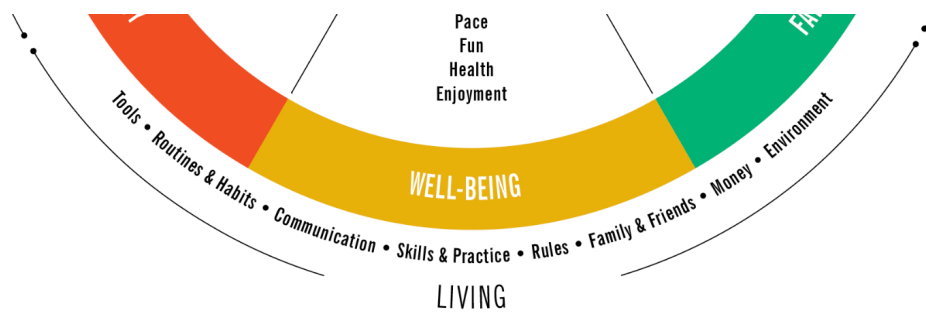 Pace
Fun
Health
Enjoyment
WELL-BEING
Tools • Routines & Habits • Communication • Skills & Practice • Rules • Family & Friends • Money • Environment
LIVING